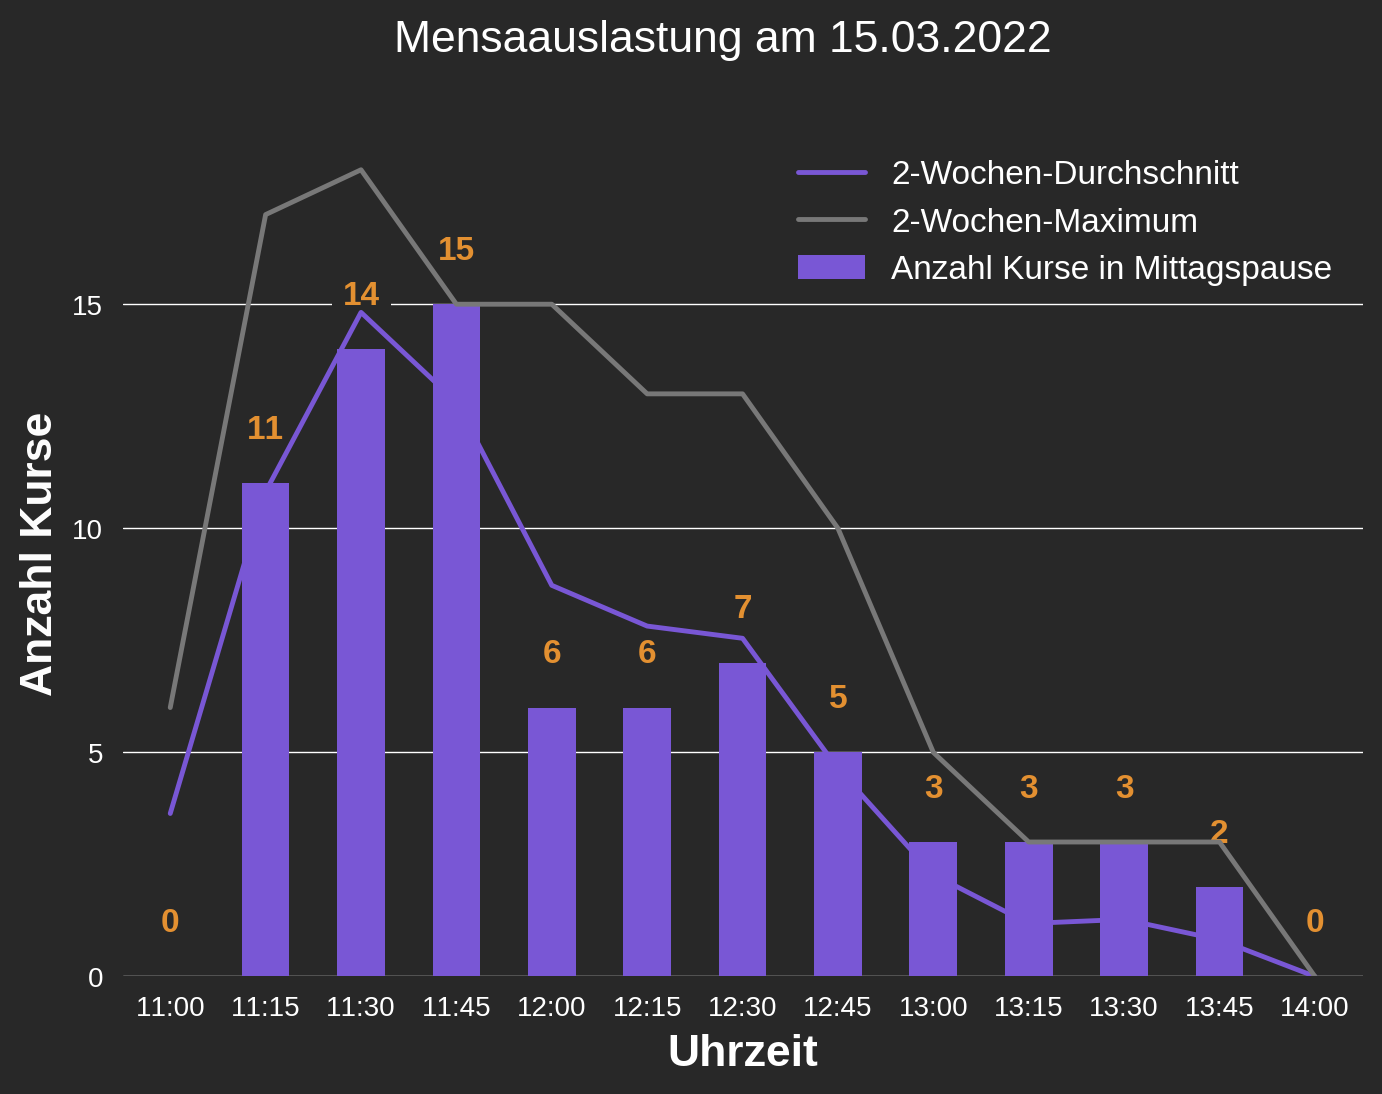 Mensaauslastung am 15.03.2022
2-Wochen-Durchschnitt
2-Wochen-Maximum
Anzahl Kurse in Mittagspause
Anzahl Kurse
15
10
5
0
0
11
14
15
6
6
7
5
3
3
3
2
0
11:00 11:15 11:30 11:45 12:00 12:15 12:30 12:45 13:00 13:15 13:30 13:45 14:00
Uhrzeit